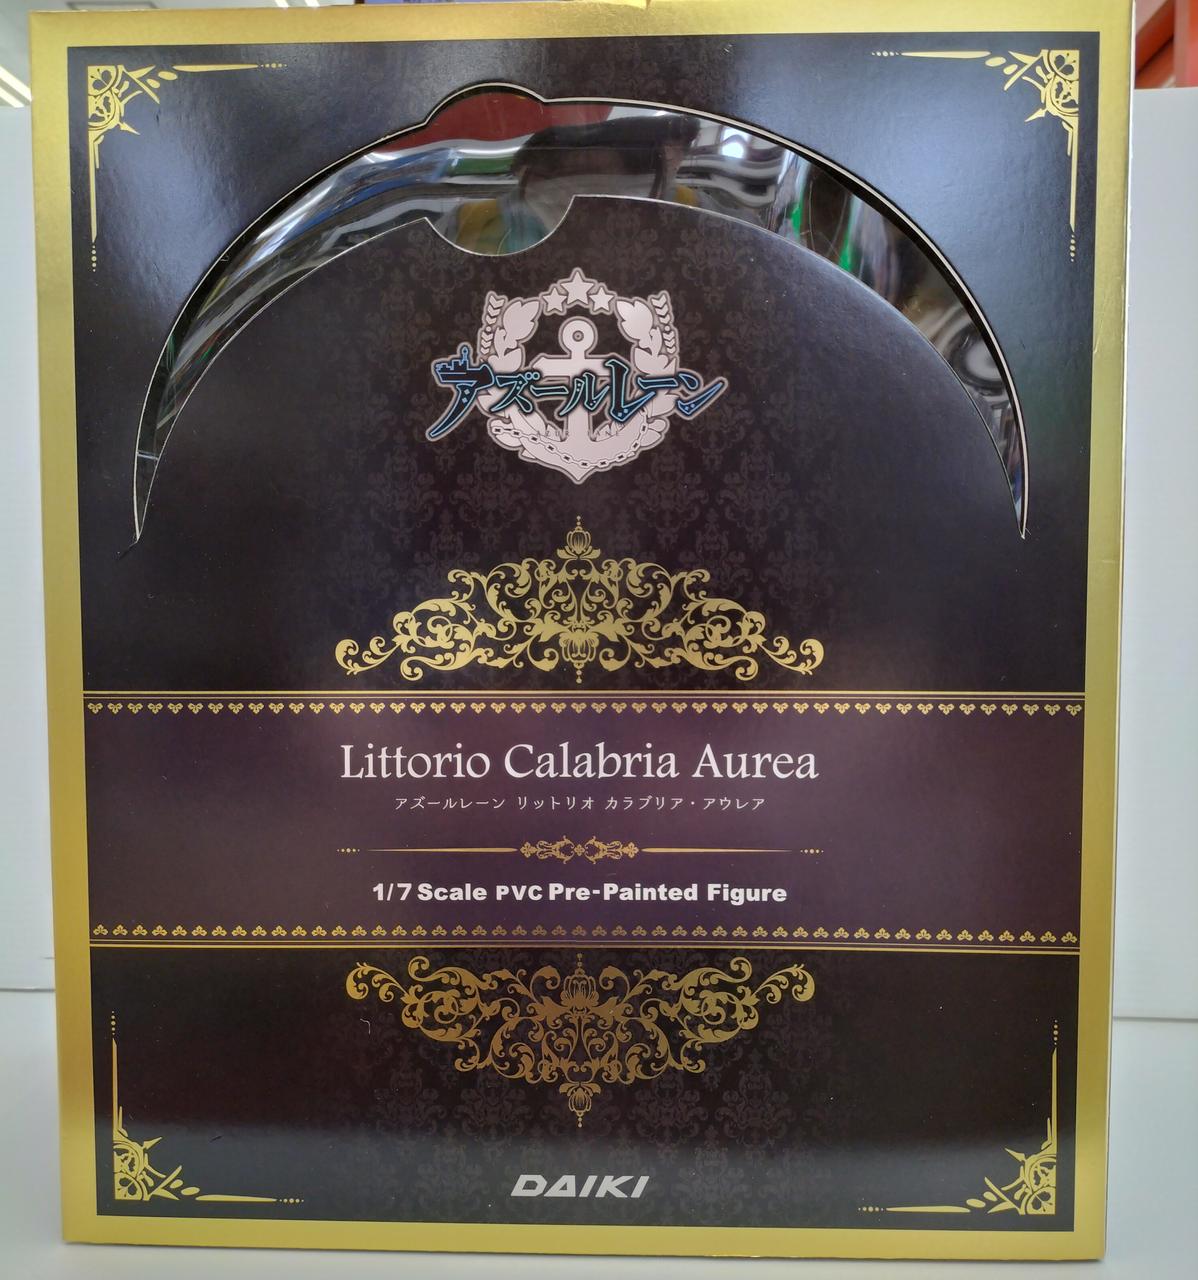 アズールレーン
AZUR LANE
Littorio Calabria Aurea
アズールレーン リットリオ カラブリア・アウレア
1/7 Scale PVC Pre-Painted Figure
DAIKI